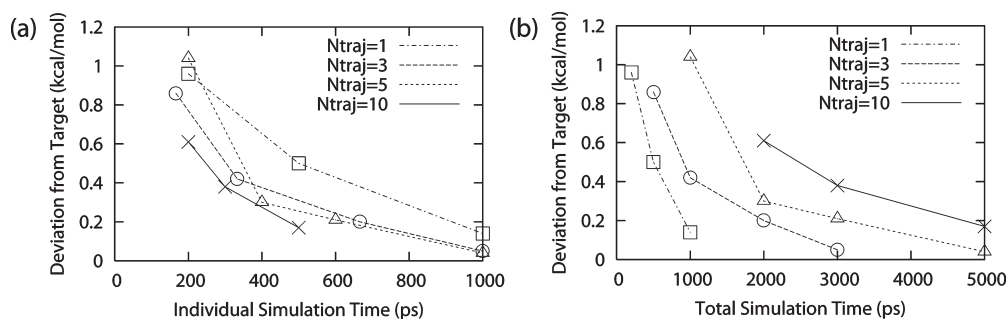 (a)
Deviation from Target (kcal/mol)
1.2
1
0.8
0.6
0.4
0.2
0
Ntraj=1
Ntraj=3
Ntraj=5
Ntraj=10
0 200 400 600 800 1000
Individual Simulation Time (ps)
(b)
Deviation from Target (kcal/mol)
1.2
1
0.8
0.6
0.4
0.2
0
Ntraj=1
Ntraj=3
Ntraj=5
Ntraj=10
0 1000 2000 3000 4000 5000
Total Simulation Time (ps)